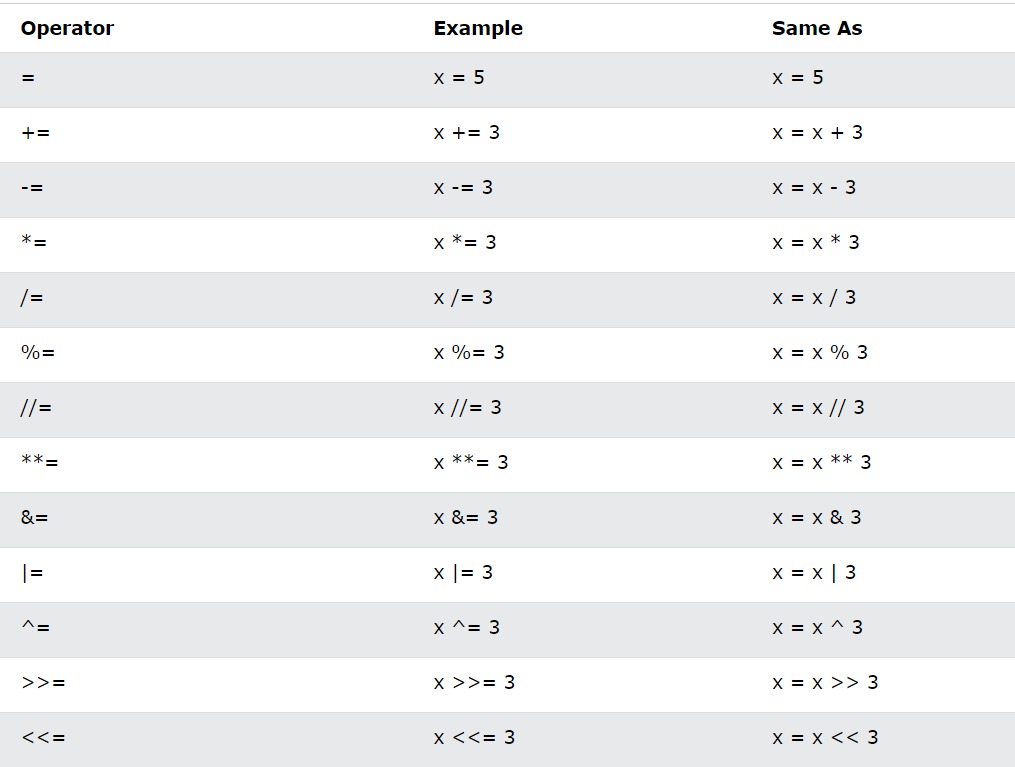 Operator Example Same As
= x = 5 x = 5
+= x += 3 x = x + 3
-= x -= 3 x = x - 3
*= x *= 3 x = x * 3
/= x /= 3 x = x / 3
%= x %= 3 x = x % 3
//= x //= 3 x = x // 3
**= x **= 3 x = x ** 3
&= x &= 3 x = x & 3
|= x |= 3 x = x | 3
^= x ^= 3 x = x ^ 3
>>= x >>= 3 x = x >> 3
<<= x <<= 3 x = x << 3